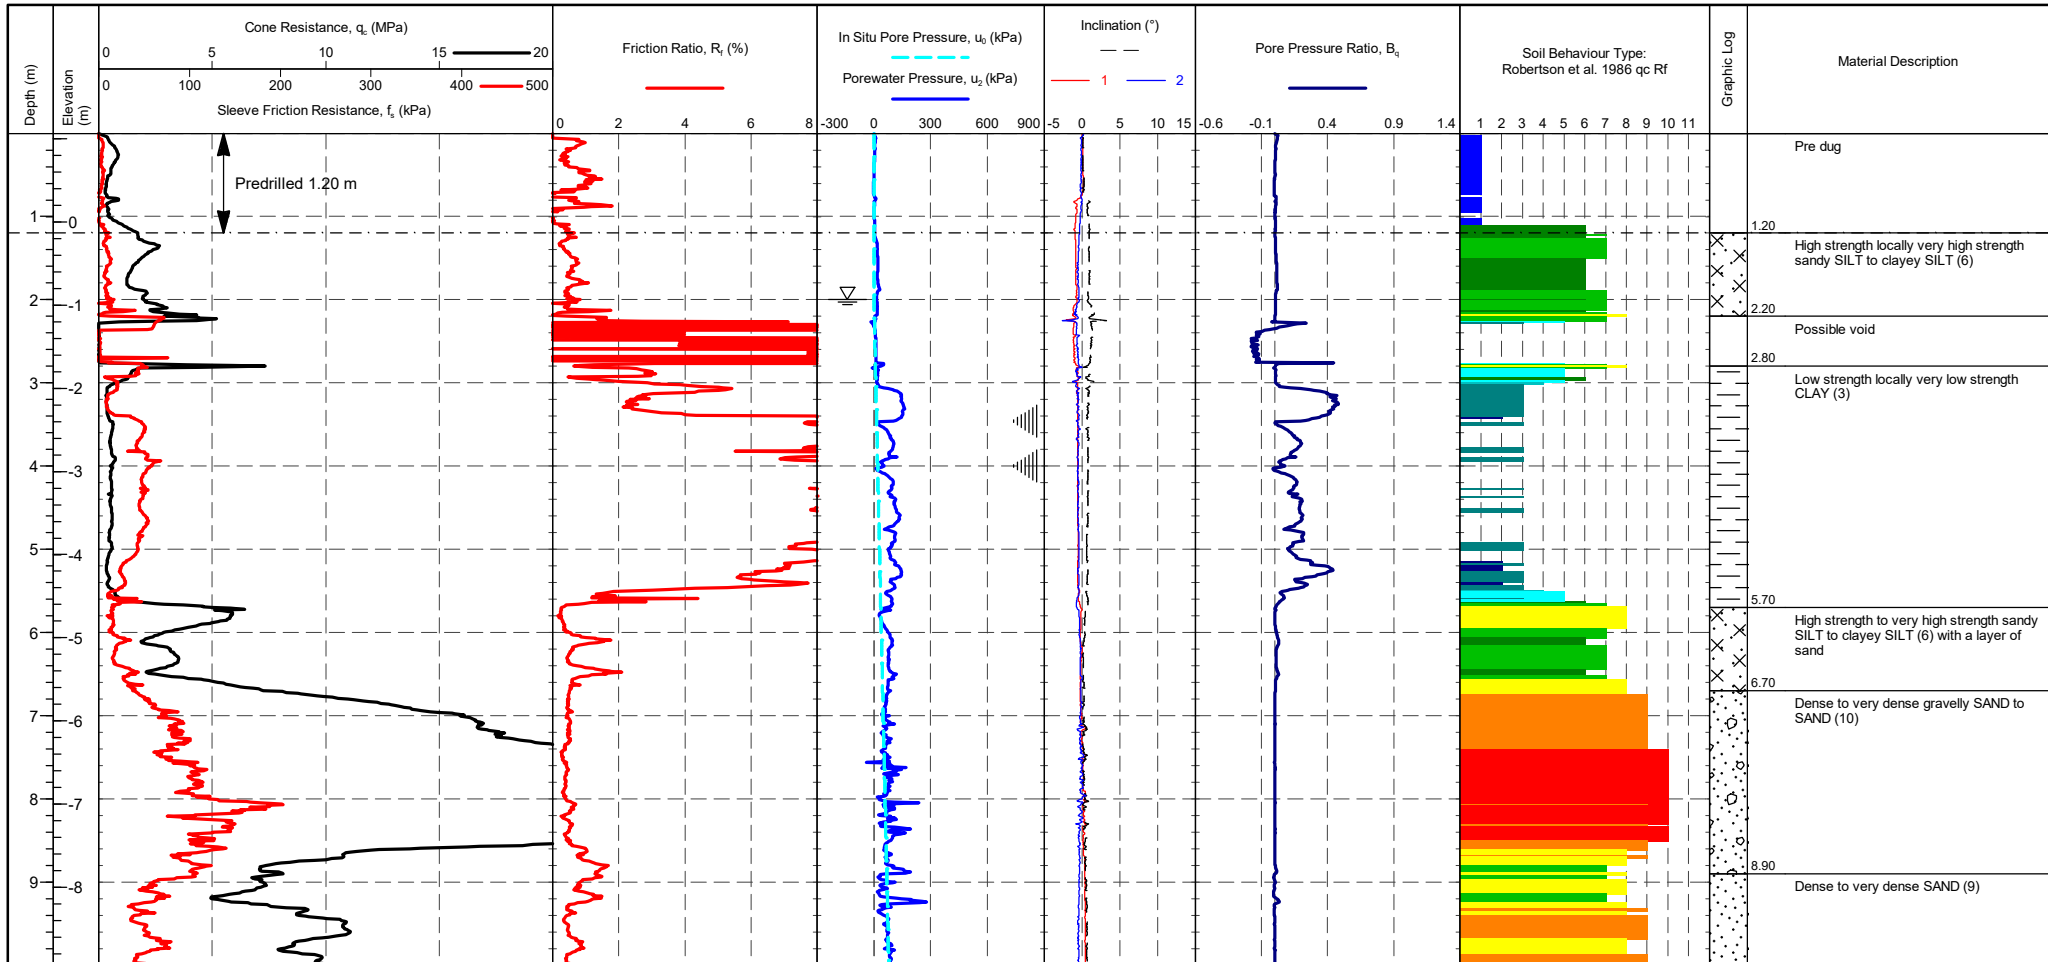 Depth (m)
Elevation (m)
Cone Resistance, qc (MPa)
0 5 10 15 20
0 100 200 300 400 500
Sleeve Friction Resistance, fs (kPa)
Friction Ratio, Rf (%)
0 2 4 6 8
In Situ Pore Pressure, u0 (kPa)
Porewater Pressure, u2 (kPa)
-300 0 300 600 900
Inclination (°)
1 2
-5 0 5 10 15
Pore Pressure Ratio, Bq
-0.6 -0.1 0.4 0.9 1.4
Soil Behaviour Type:
Robertson et al. 1986 qc Rf
1 2 3 4 5 6 7 8 9 10 11
Graphic Log
Material Description
Predrilled 1.20 m
1
0
2
-1
3
-2
4
-3
5
-4
6
-5
7
-6
8
-7
9
-8
Pre dug
1.20
High strength locally very high strength
sandy SILT to clayey SILT (6)
2.20
Possible void
2.80
Low strength locally very low strength
CLAY (3)
5.70
High strength to very high strength sandy
SILT to clayey SILT (6) with a layer of
sand
6.70
Dense to very dense gravelly SAND to
SAND (10)
8.90
Dense to very dense SAND (9)